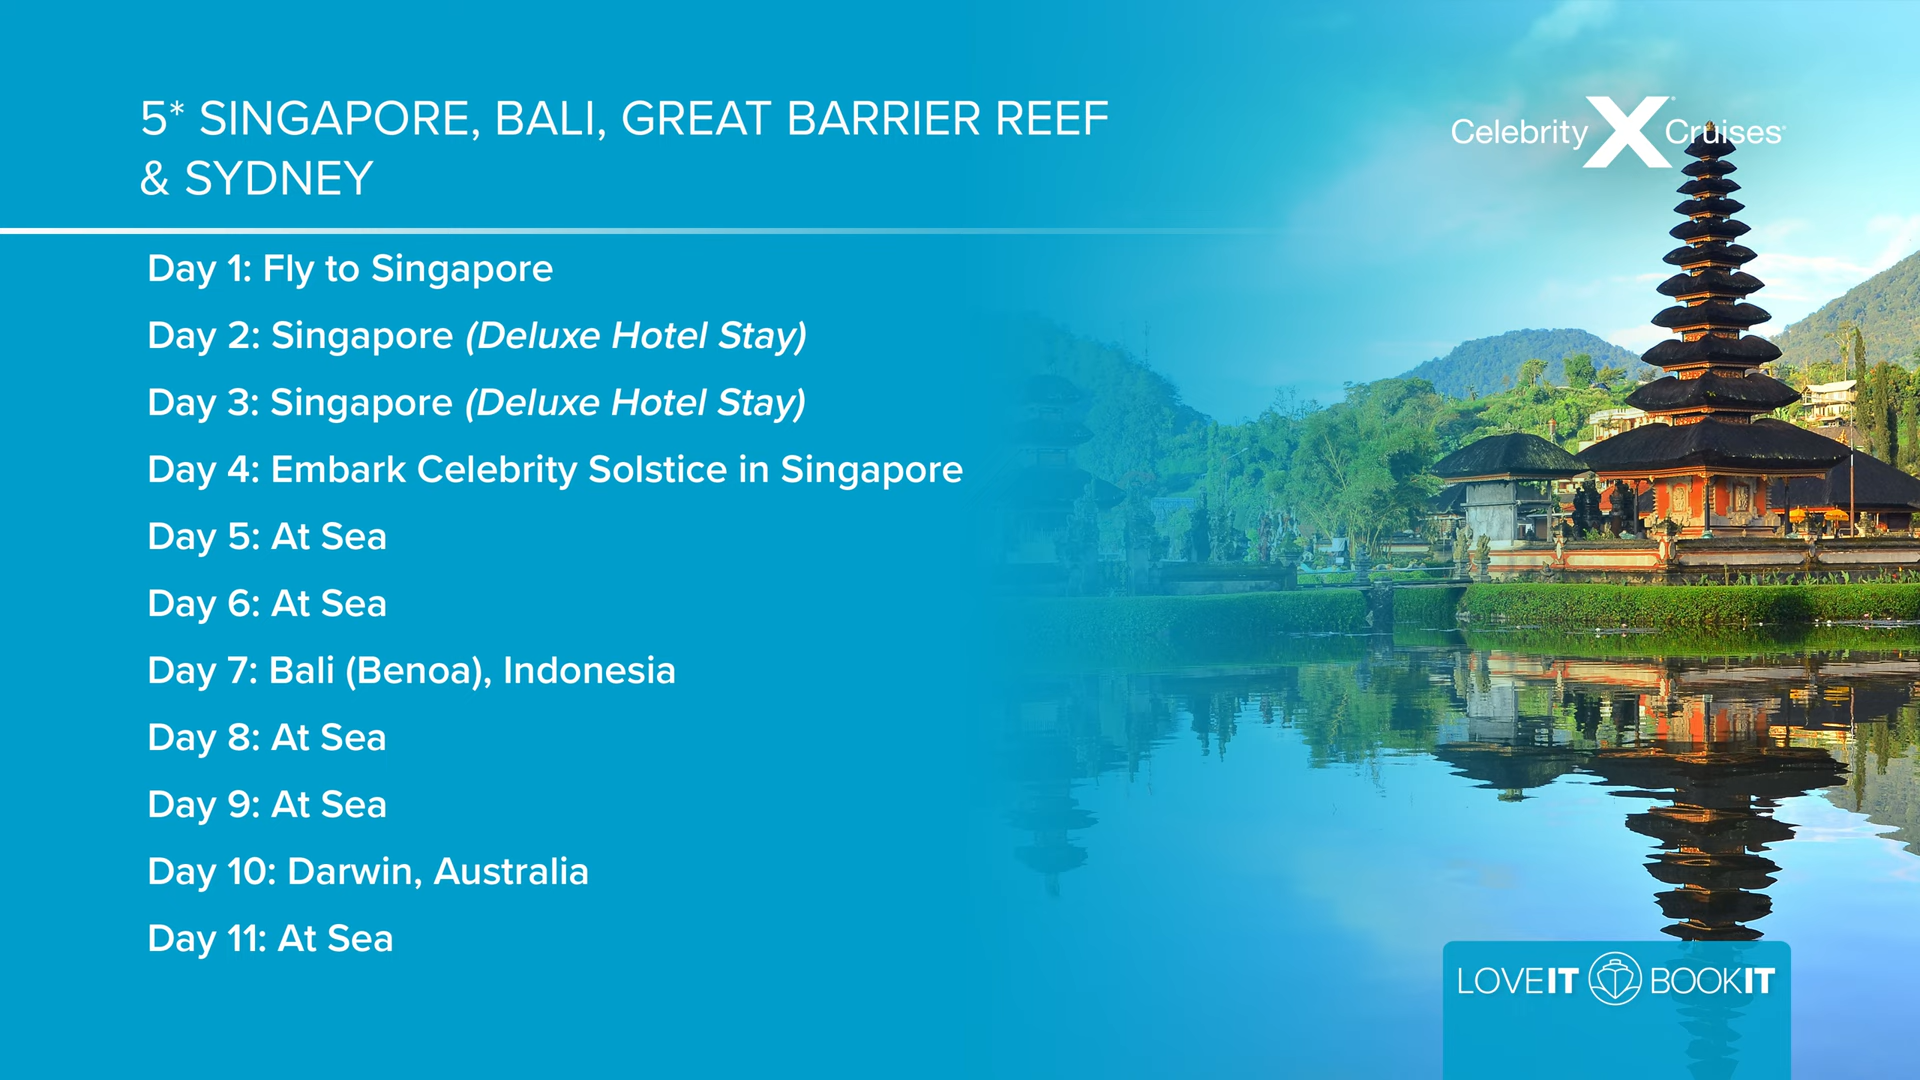 5* SINGAPORE, BALI, GREAT BARRIER REEF
& SYDNEY
Celebrity X Cruises
Day 1: Fly to Singapore
Day 2: Singapore (Deluxe Hotel Stay)
Day 3: Singapore (Deluxe Hotel Stay)
Day 4: Embark Celebrity Solstice in Singapore
Day 5: At Sea
Day 6: At Sea
Day 7: Bali (Benoa), Indonesia
Day 8: At Sea
Day 9: At Sea
Day 10: Darwin, Australia
Day 11: At Sea
LOVEIT BOOKIT